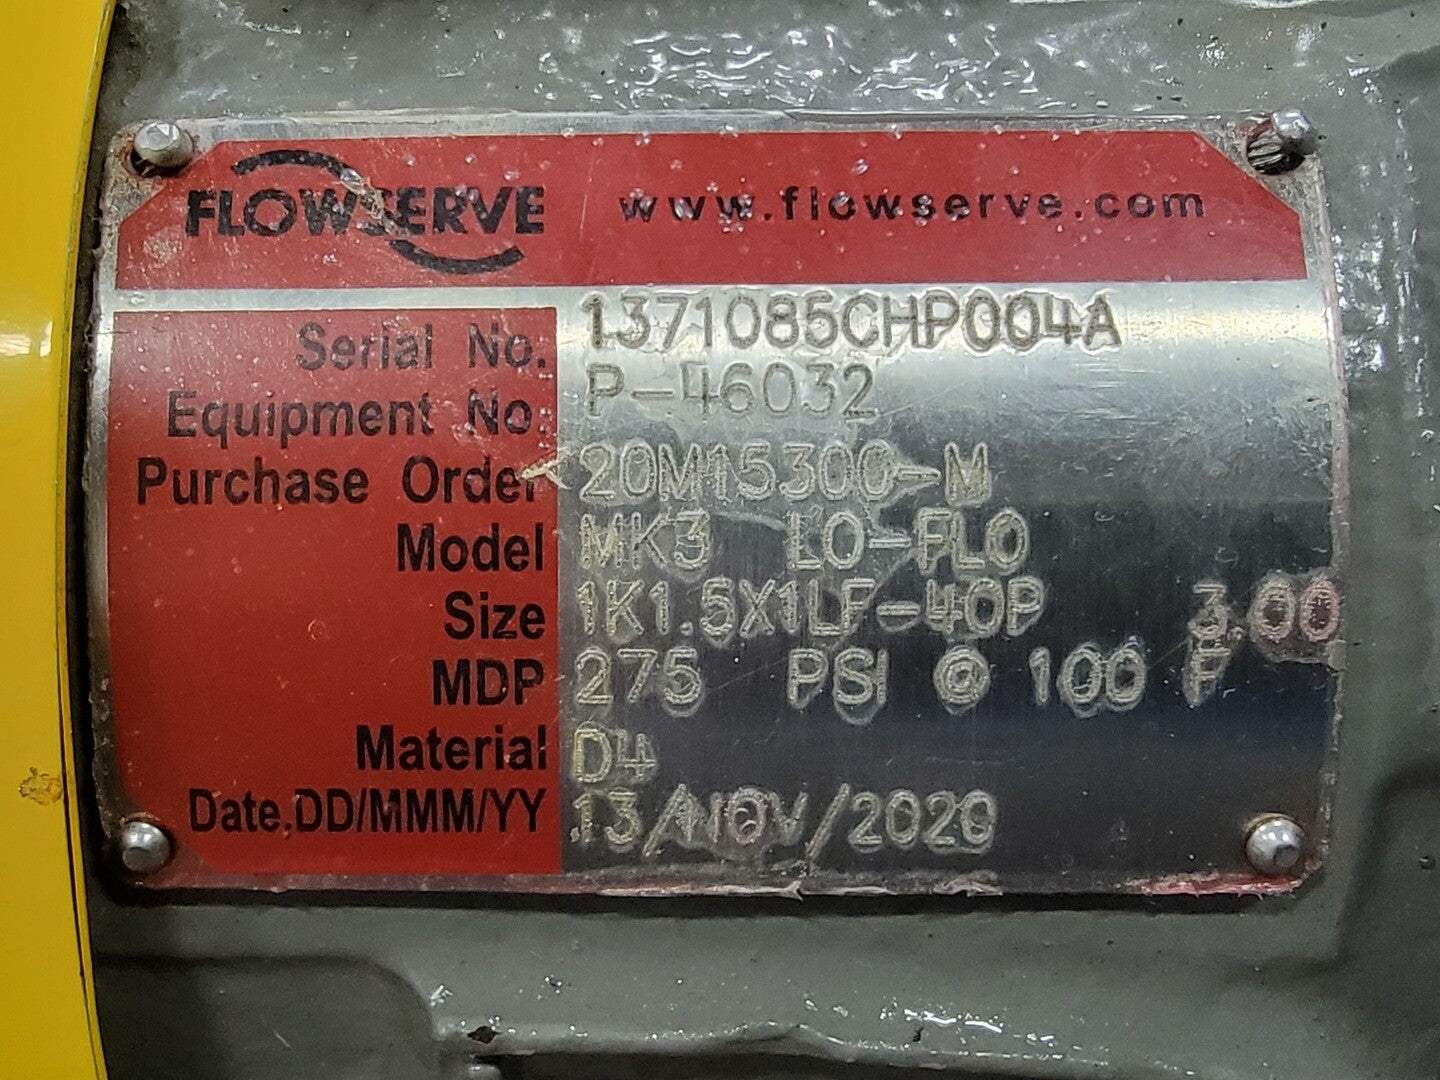 FLOWSERVE www.flowserve.com
Serial No. 1371085CHP004A
Equipment No. P-46032
Purchase Order 20M15300-M
Model MK3 LO-FLO
Size 1K1.5X1LF-40P 3.00
MDP 275 PSI @ 100 F
Material D4
Date,DD/MMM/YY 13/NOV/2020